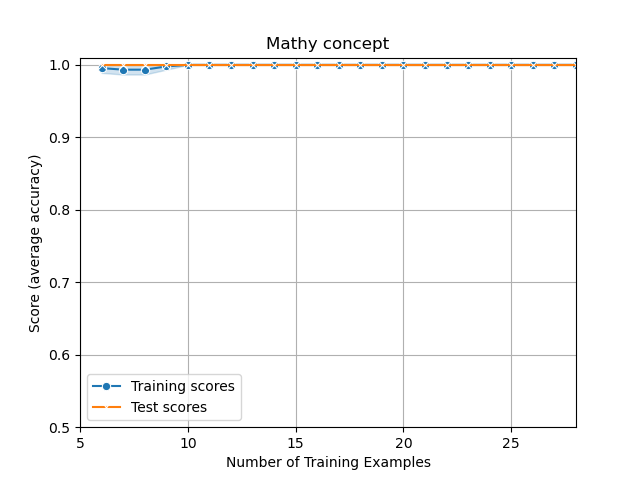 Mathy concept
Score (average accuracy)
1.0
0.9
0.8
0.7
0.6
0.5
Training scores
Test scores
5
10
15
20
25
Number of Training Examples